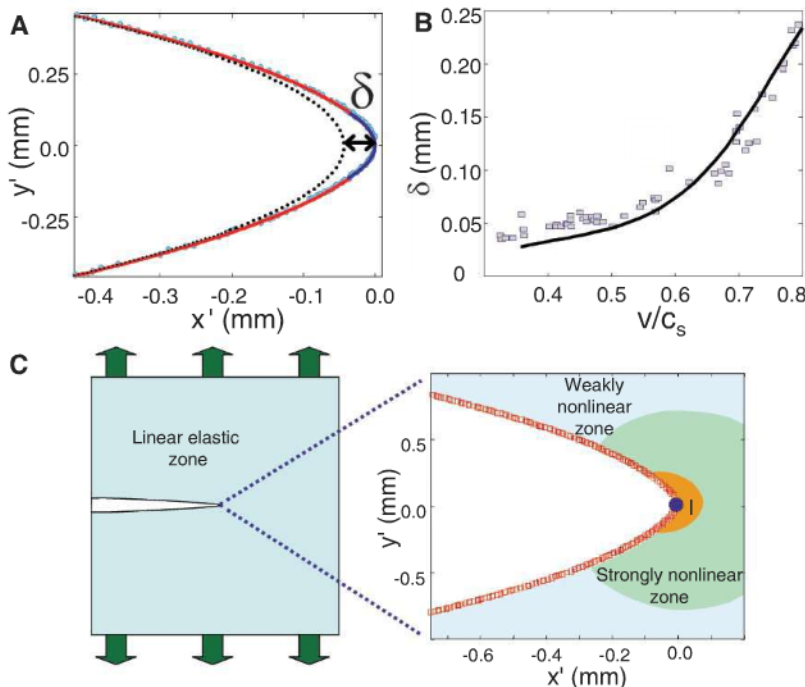 A
δ
y' (mm)
0.25
0.0
-0.25
-0.4
-0.3
-0.2
-0.1
0.0
x' (mm)
B
δ (mm)
0.25
0.20
0.15
0.10
0.05
0
0.4
0.5
0.6
0.7
0.8
v/cs
C
Linear elastic
zone
Weakly
nonlinear
zone
Strongly nonlinear
zone
I
y' (mm)
0.5
0.0
-0.5
-0.6
-0.4
-0.2
0.0
x' (mm)